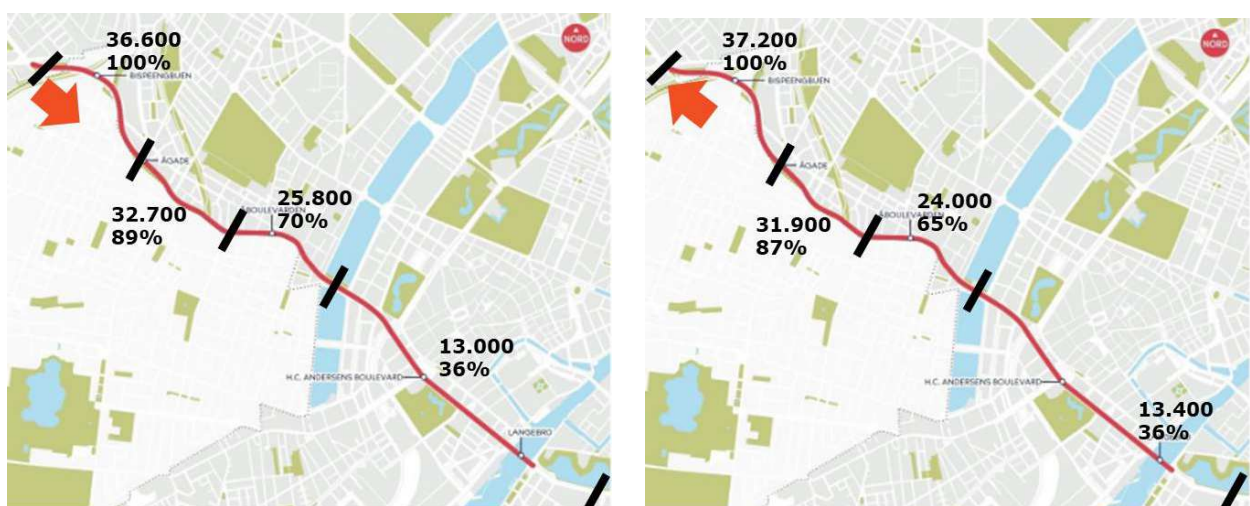 36.600
100%
NORD
BISPEENGBUEN
ÅGADE
32.700
89%
25.800
ÅBOULEVARDEN
70%
13.000
36%
H.C. ANDERSENS BOULEVARD
LANGEBRO
37.200
100%
NORD
BISPEENGBUEN
ÅGADE
31.900
87%
24.000
ÅBOULEVARDEN
65%
H.C. ANDERSENS BOULEVARD
13.400
36%